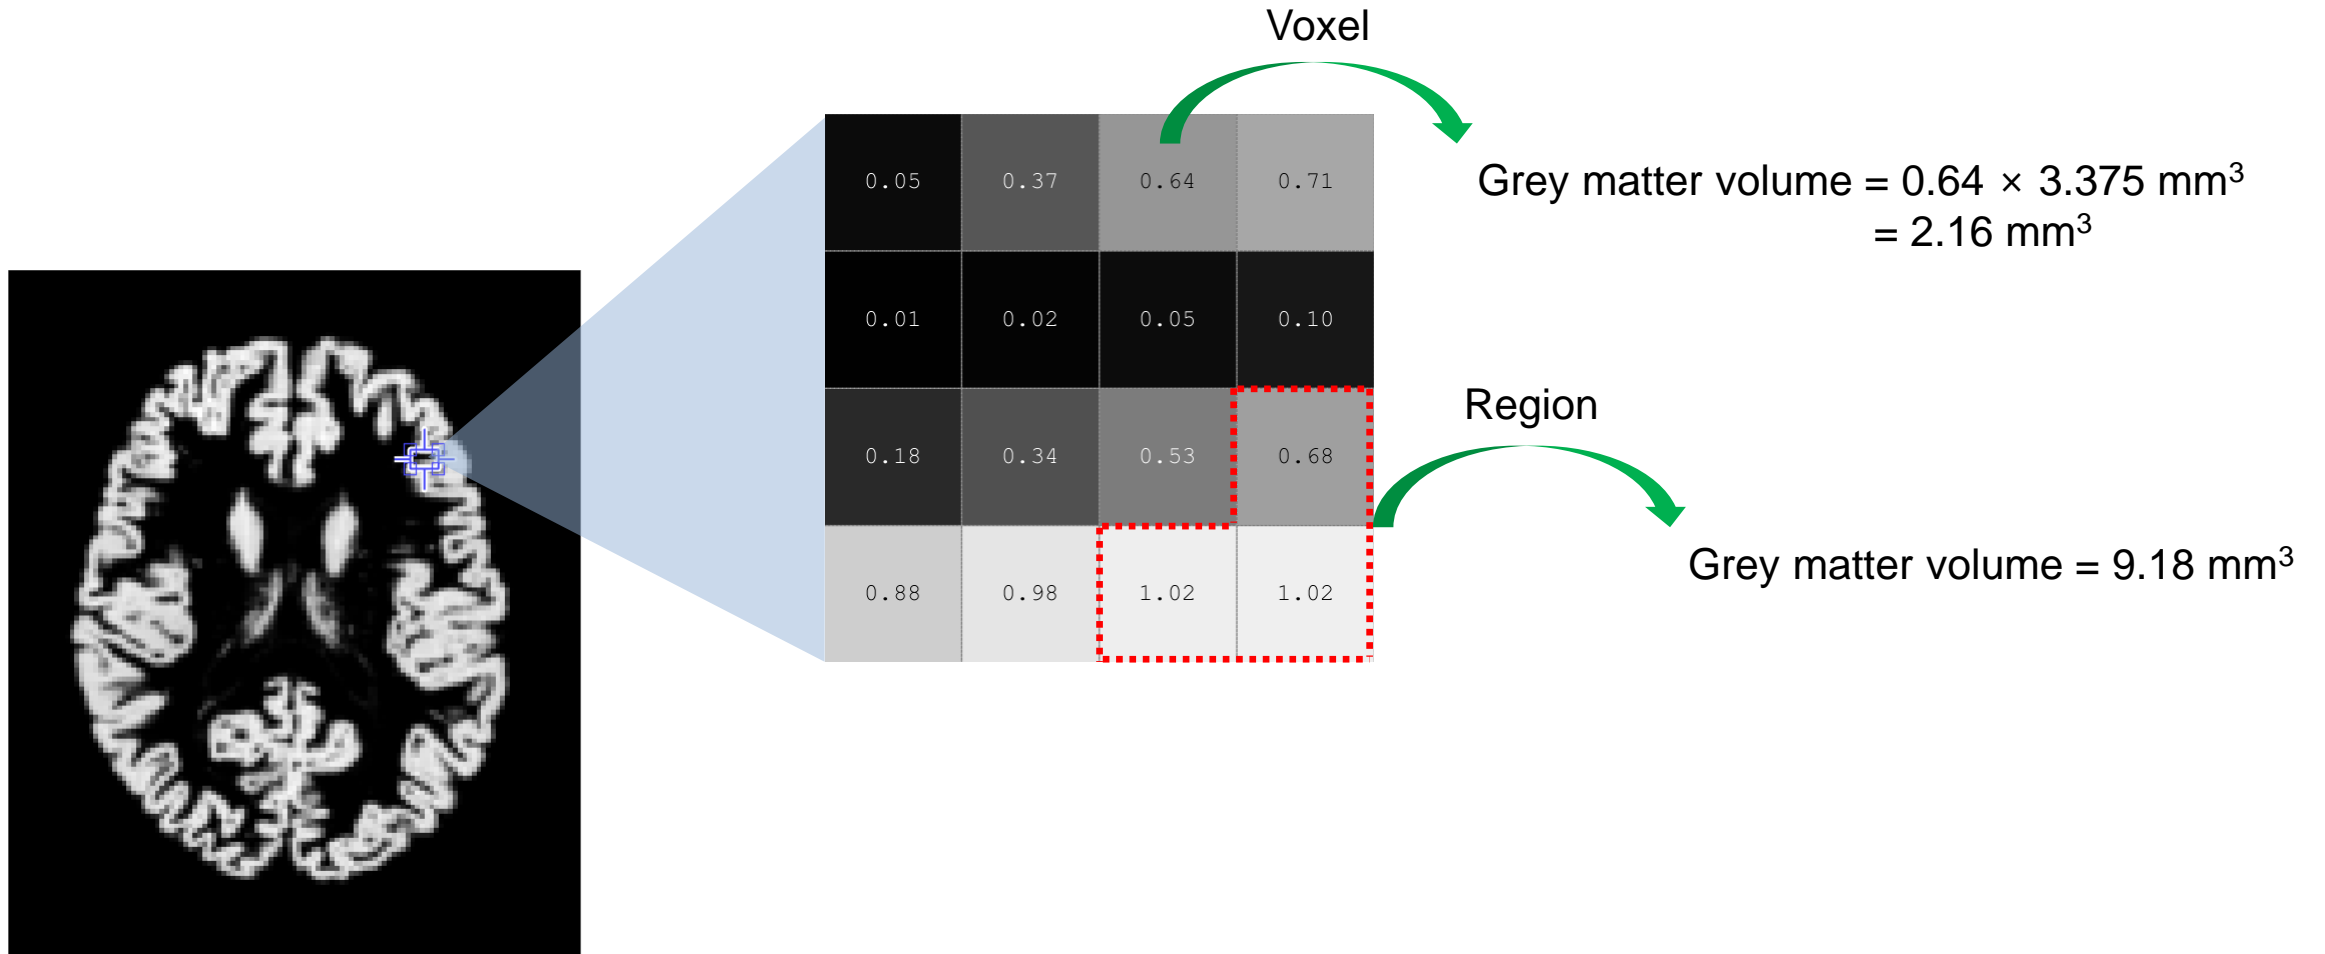 Voxel
0.05 0.37 0.64 0.71
Grey matter volume = 0.64 × 3.375 mm³
= 2.16 mm³
0.01 0.02 0.05 0.10
Region
0.18 0.34 0.53 0.68
Grey matter volume = 9.18 mm³
0.88 0.98 1.02 1.02